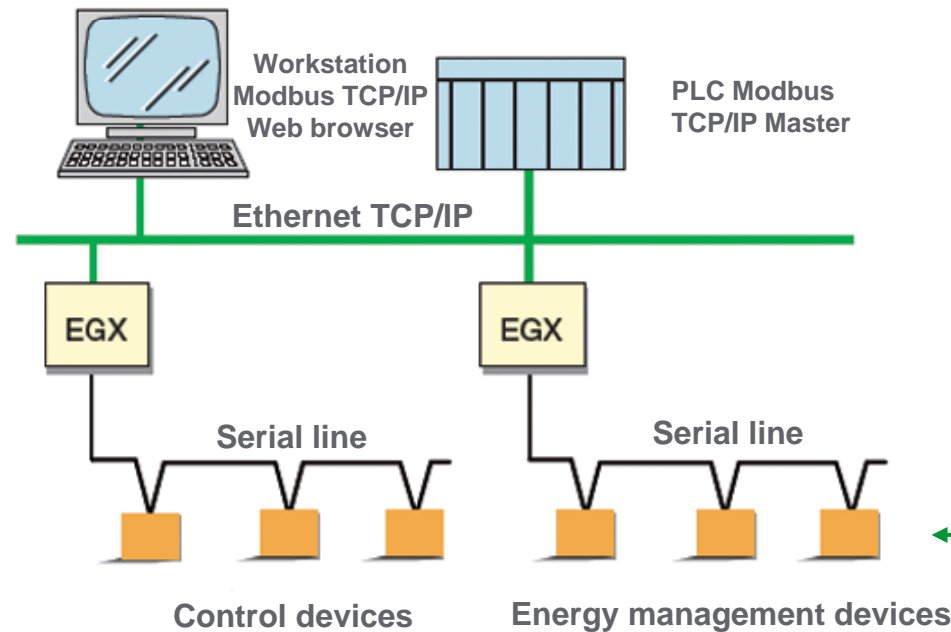 Workstation
Modbus TCP/IP
Web browser
PLC Modbus
TCP/IP Master
Ethernet TCP/IP
EGX
EGX
Serial line
Serial line
Control devices
Energy management devices